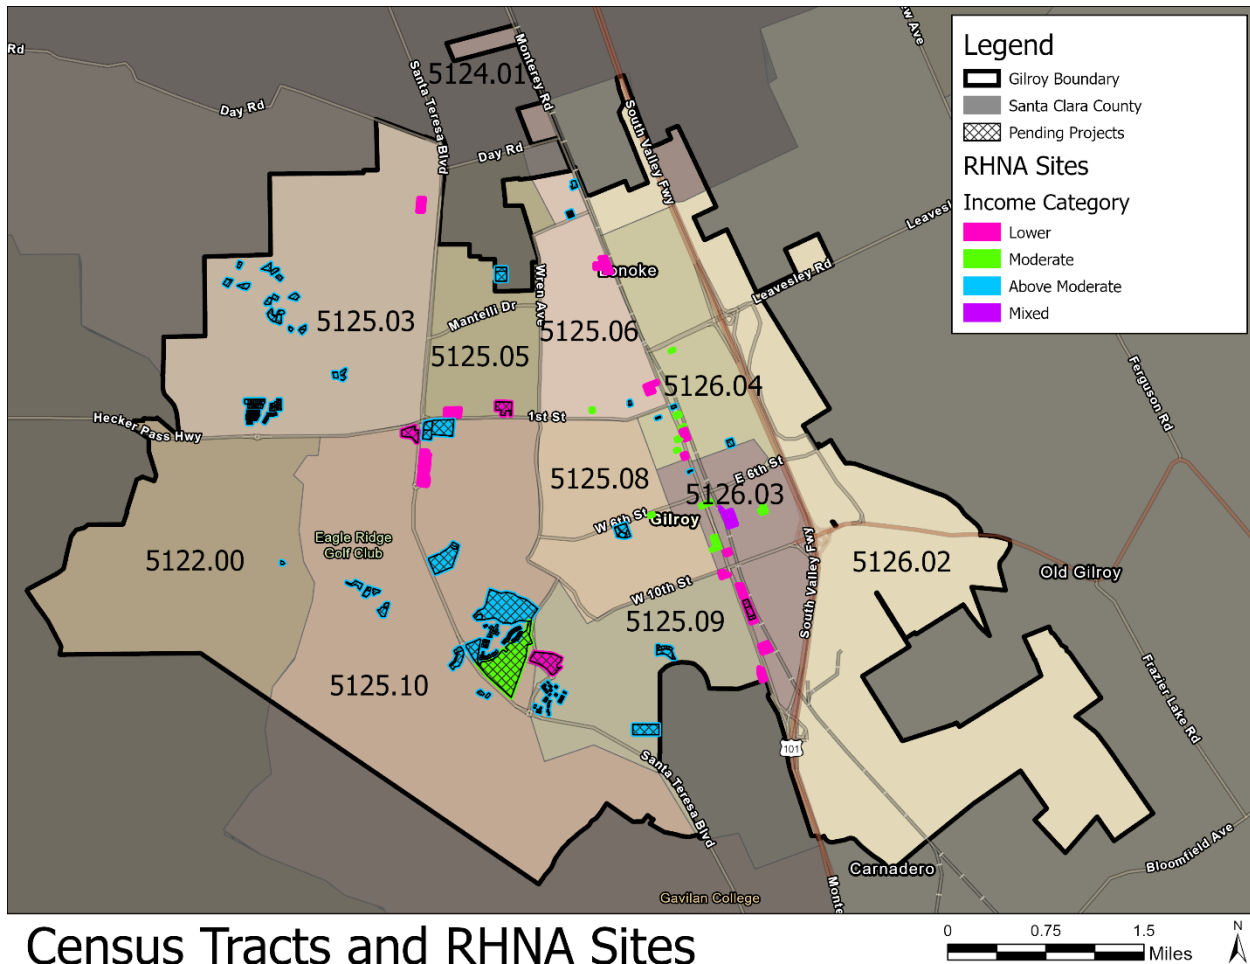 Rd
Day Rd
Santa Teresa Blvd
5124.01
Monterey Rd
Day Rd
South Valley Fwy
ew Ave
Leavesle
Legend
Gilroy Boundary
Santa Clara County
Pending Projects
RHNA Sites
Income Category
Lower
Moderate
Above Moderate
Mixed
Lonoke
Leavesley Rd
Wren Ave
Mantelli Dr
5125.03
5125.06
5125.05
5126.04
Ferguson Rd
Hecker Pass Hwy
1st St
5125.08
E 6th St
5126.03
W 6th St
Gilroy
Eagle Ridge
Golf Club
5122.00
5126.02
Old Gilroy
South Valley Fwy
W 10th St
5125.09
5125.10
Frazier Lake Rd
101
Santa Teresa Blvd
Bloomfield Ave
Carnadero
Monte
Gavilan College
Census Tracts and RHNA Sites
0 0.75 1.5
Miles
N